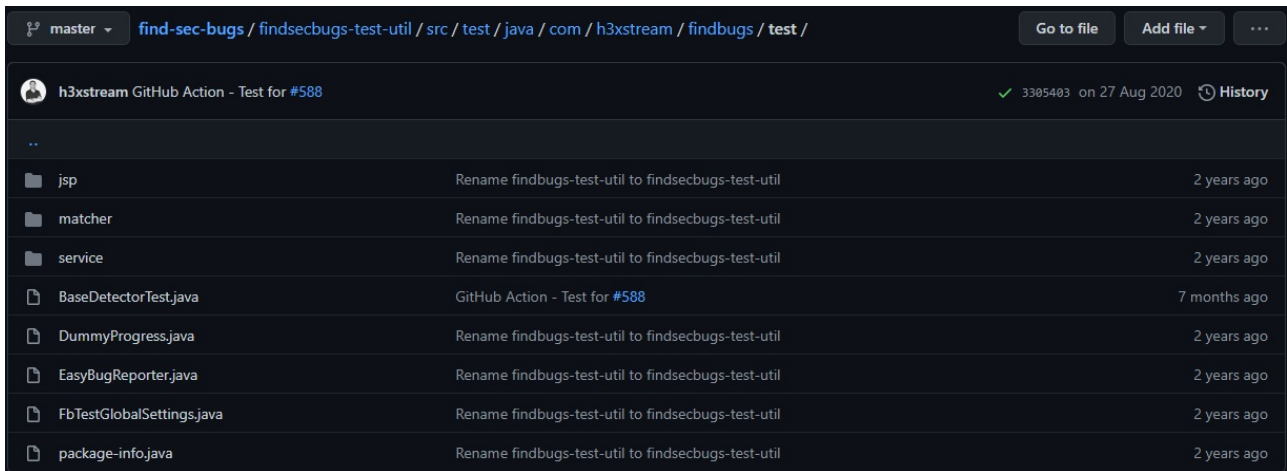 master find-sec-bugs / findsecbugs-test-util / src / test / java / com / h3xstream / findbugs / test / Go to file Add file ...
h3xstream GitHub Action - Test for #588 3305403 on 27 Aug 2020 History
..
jsp Rename findbugs-test-util to findsecbugs-test-util 2 years ago
matcher Rename findbugs-test-util to findsecbugs-test-util 2 years ago
service Rename findbugs-test-util to findsecbugs-test-util 2 years ago
BaseDetectorTest.java GitHub Action - Test for #588 7 months ago
DummyProgress.java Rename findbugs-test-util to findsecbugs-test-util 2 years ago
EasyBugReporter.java Rename findbugs-test-util to findsecbugs-test-util 2 years ago
FbTestGlobalSettings.java Rename findbugs-test-util to findsecbugs-test-util 2 years ago
package-info.java Rename findbugs-test-util to findsecbugs-test-util 2 years ago